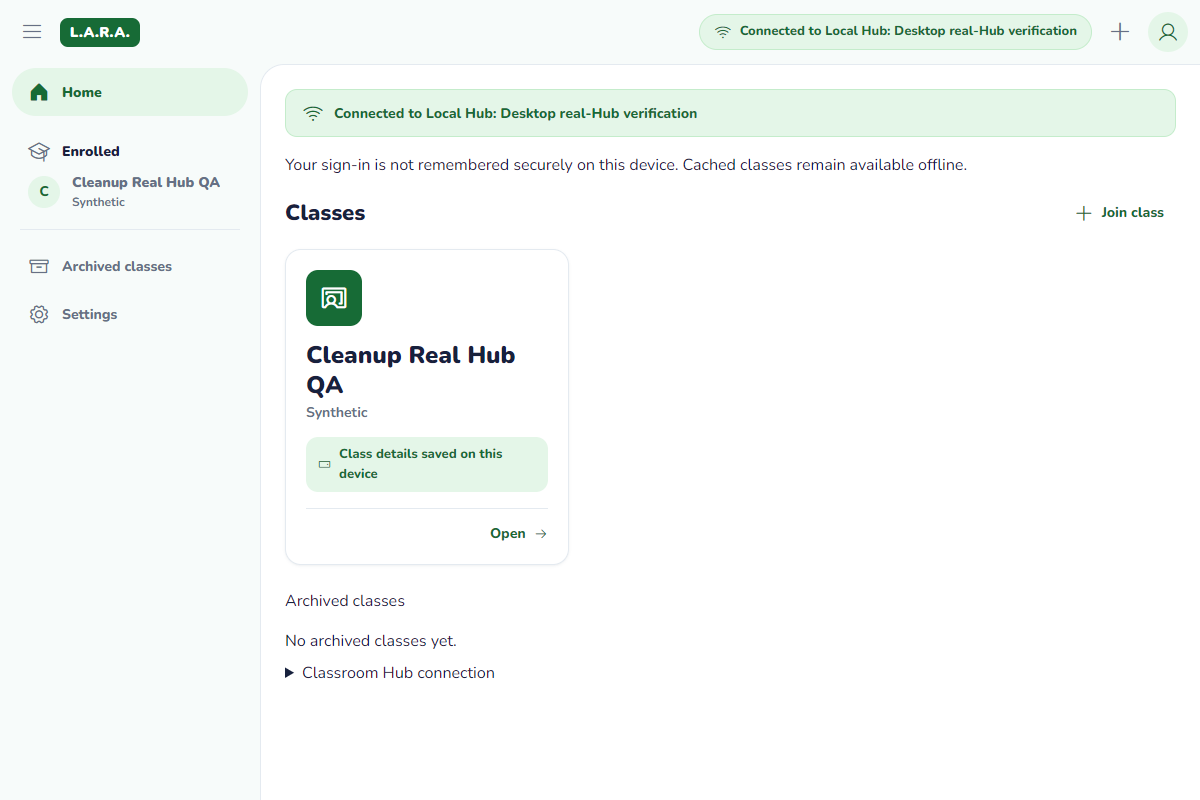 L.A.R.A.
Connected to Local Hub: Desktop real-Hub verification
Home
Enrolled
C
Cleanup Real Hub QA
Synthetic
Archived classes
Settings
Connected to Local Hub: Desktop real-Hub verification
Your sign-in is not remembered securely on this device. Cached classes remain available offline.
Classes
Join class
Cleanup Real Hub
QA
Synthetic
Class details saved on this
device
Open
Archived classes
No archived classes yet.
Classroom Hub connection